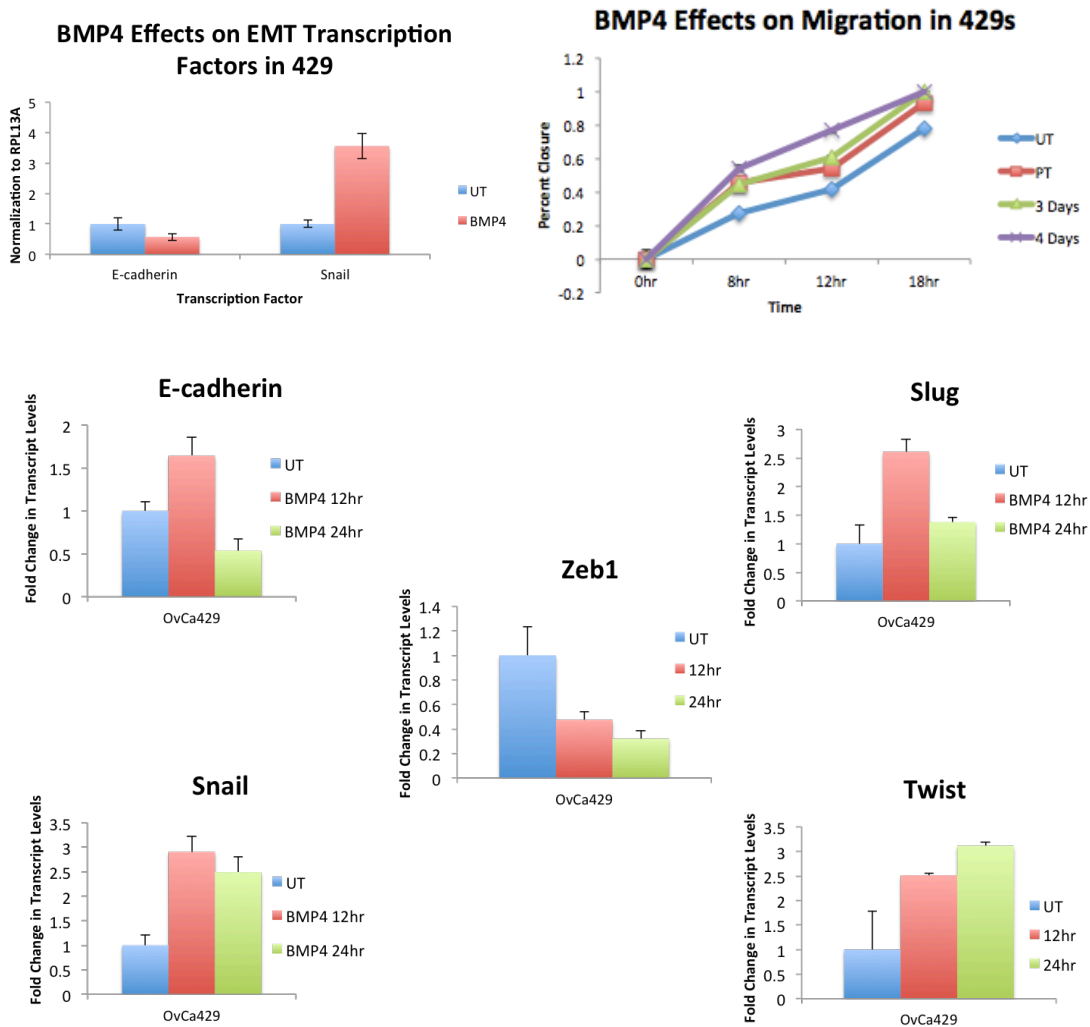 BMP4 Effects on EMT Transcription
Factors in 429
Normalization to RPL13A
5
4
3
2
1
0
E-cadherin
Snail
Transcription Factor
UT
BMP4
BMP4 Effects on Migration in 429s
Percent Closure
1.2
1
0.8
0.6
0.4
0.2
0
-0.2
0hr
8hr
12hr
18hr
Time
UT
PT
3 Days
4 Days
E-cadherin
Fold Change in Transcript Levels
2
1.5
1
0.5
0
OvCa429
UT
BMP4 12hr
BMP4 24hr
Slug
Fold Change in Transcript Levels
3
2.5
2
1.5
1
0.5
0
OvCa429
UT
BMP4 12hr
BMP4 24hr
Zeb1
Fold Change in Transcript Levels
1.4
1.2
1
0.8
0.6
0.4
0.2
0
OvCa429
UT
12hr
24hr
Snail
Fold Change in Transcript Levels
3.5
3
2.5
2
1.5
1
0.5
0
OvCa429
UT
BMP4 12hr
BMP4 24hr
Twist
Fold Change in Transcript Levels
3.5
3
2.5
2
1.5
1
0.5
0
OvCa429
UT
12hr
24hr